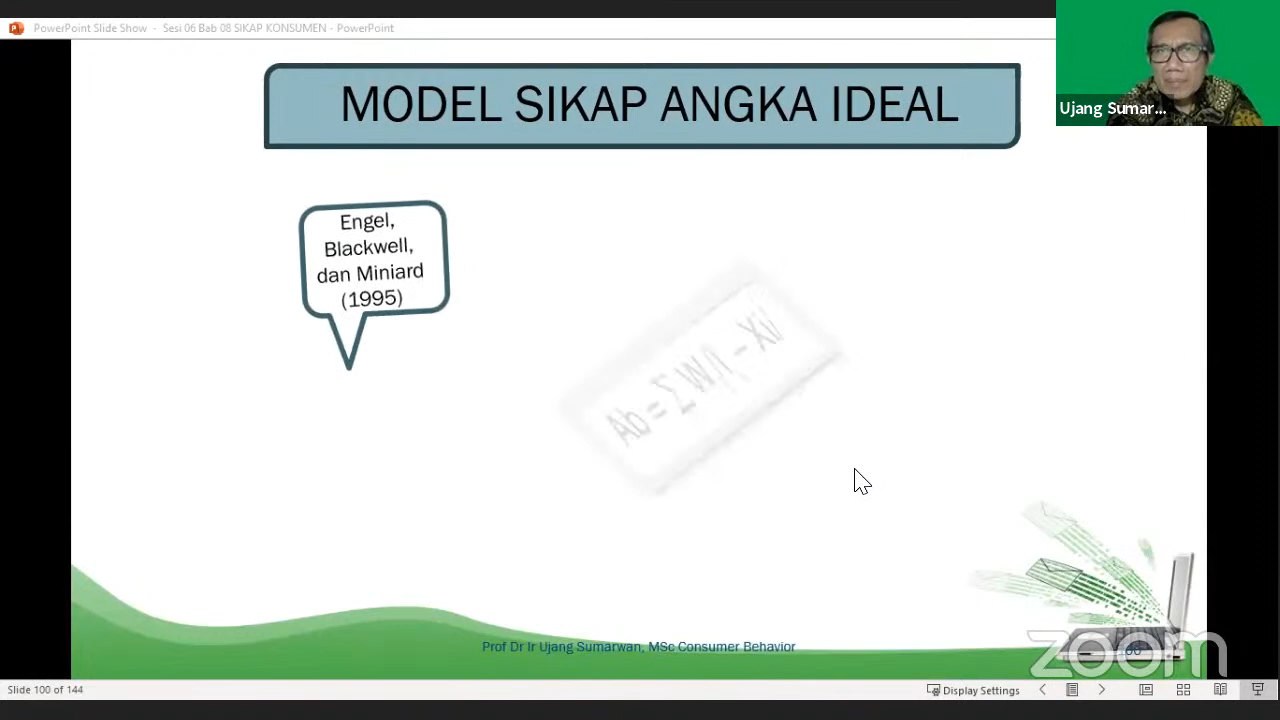 PowerPoint Slide Show - Sesi 06 Bab 08 SIKAP KONSUMEN - PowerPoint
MODEL SIKAP ANGKA IDEAL
Ujang Sumar...
Engel,
Blackwell,
dan Miniard
(1995)
Ab = ∑ W
Prof Dr Ir Ujang Sumarwan, MSc Consumer Behavior
zoom
Slide 100 of 144
Display Settings